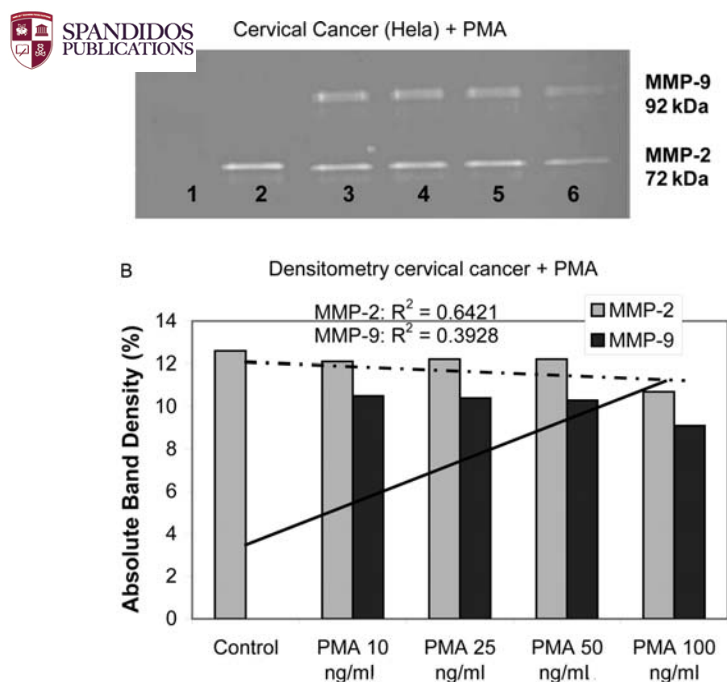 SPANDIDOS
PUBLICATIONS
Cervical Cancer (Hela) + PMA
MMP-9
92 kDa
MMP-2
72 kDa
1 2 3 4 5 6
B
Densitometry cervical cancer + PMA
MMP-2: R² = 0.6421
MMP-9: R² = 0.3928
MMP-2
MMP-9
Absolute Band Density (%)
14
12
10
8
6
4
2
0
Control
PMA 10
ng/ml
PMA 25
ng/ml
PMA 50
ng/ml
PMA 100
ng/ml